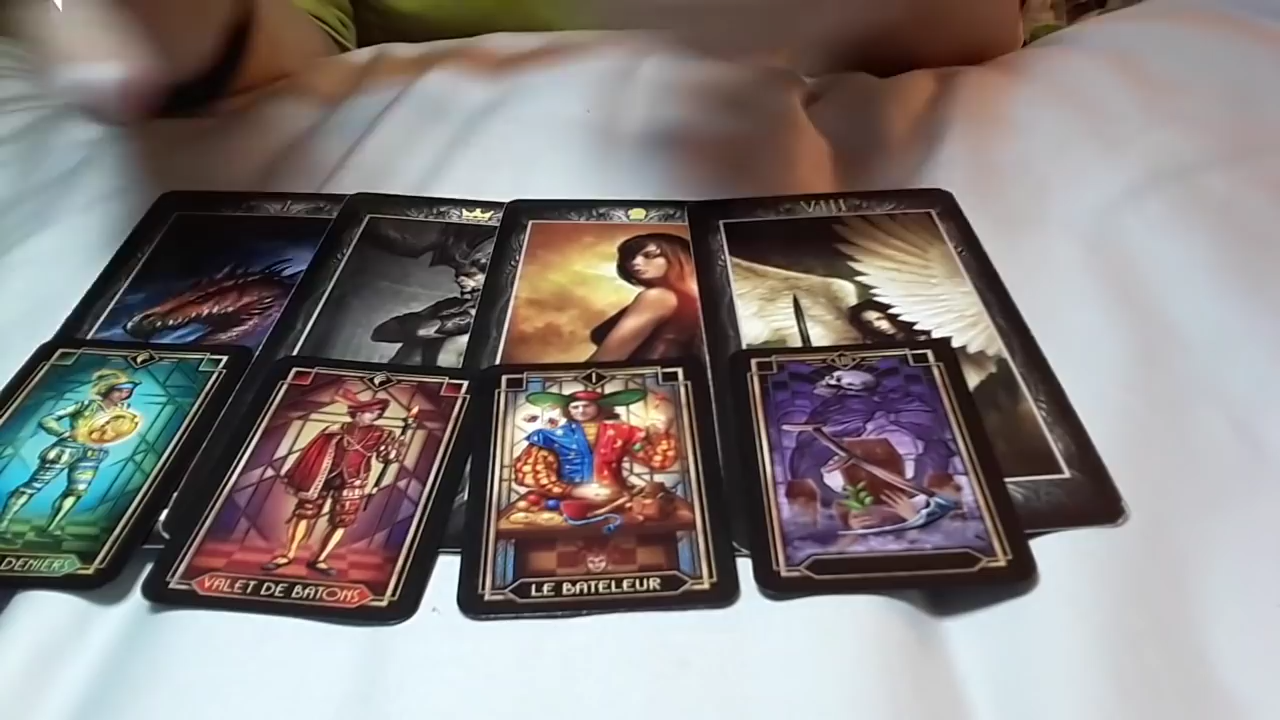 I
VIII
I
DENIERS
VALET DE BATONS
LE BATELEUR